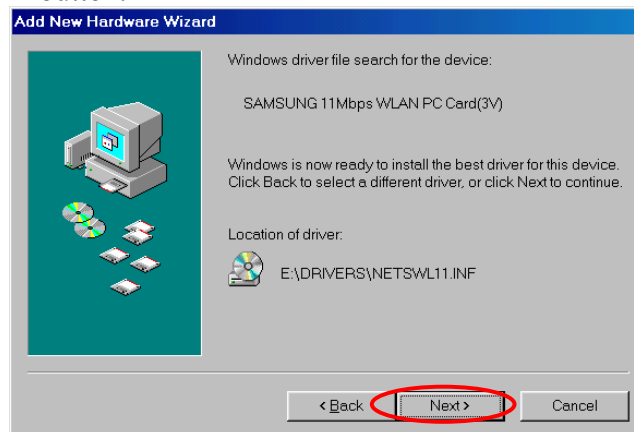 Add New Hardware Wizard
Windows driver file search for the device:
SAMSUNG 11Mbps WLAN PC Card(3V)
Windows is now ready to install the best driver for this device.
Click Back to select a different driver, or click Next to continue.
Location of driver:
E:\DRIVERS\NETSWL11.INF
< Back
Next >
Cancel